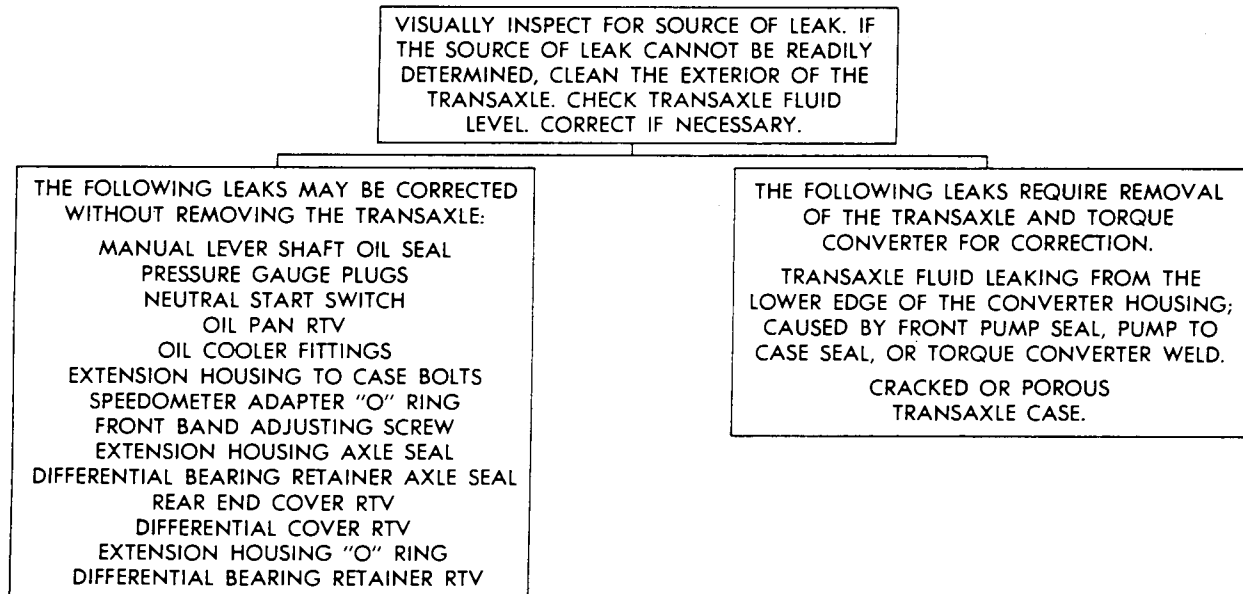 VISUALLY INSPECT FOR SOURCE OF LEAK. IF
THE SOURCE OF LEAK CANNOT BE READILY
DETERMINED, CLEAN THE EXTERIOR OF THE
TRANSAXLE. CHECK TRANSAXLE FLUID
LEVEL. CORRECT IF NECESSARY.
THE FOLLOWING LEAKS MAY BE CORRECTED
WITHOUT REMOVING THE TRANSAXLE:
MANUAL LEVER SHAFT OIL SEAL
PRESSURE GAUGE PLUGS
NEUTRAL START SWITCH
OIL PAN RTV
OIL COOLER FITTINGS
EXTENSION HOUSING TO CASE BOLTS
SPEEDOMETER ADAPTER "O" RING
FRONT BAND ADJUSTING SCREW
EXTENSION HOUSING AXLE SEAL
DIFFERENTIAL BEARING RETAINER AXLE SEAL
REAR END COVER RTV
DIFFERENTIAL COVER RTV
EXTENSION HOUSING "O" RING
DIFFERENTIAL BEARING RETAINER RTV
THE FOLLOWING LEAKS REQUIRE REMOVAL
OF THE TRANSAXLE AND TORQUE
CONVERTER FOR CORRECTION.
TRANSAXLE FLUID LEAKING FROM THE
LOWER EDGE OF THE CONVERTER HOUSING;
CAUSED BY FRONT PUMP SEAL, PUMP TO
CASE SEAL, OR TORQUE CONVERTER WELD.
CRACKED OR POROUS
TRANSAXLE CASE.